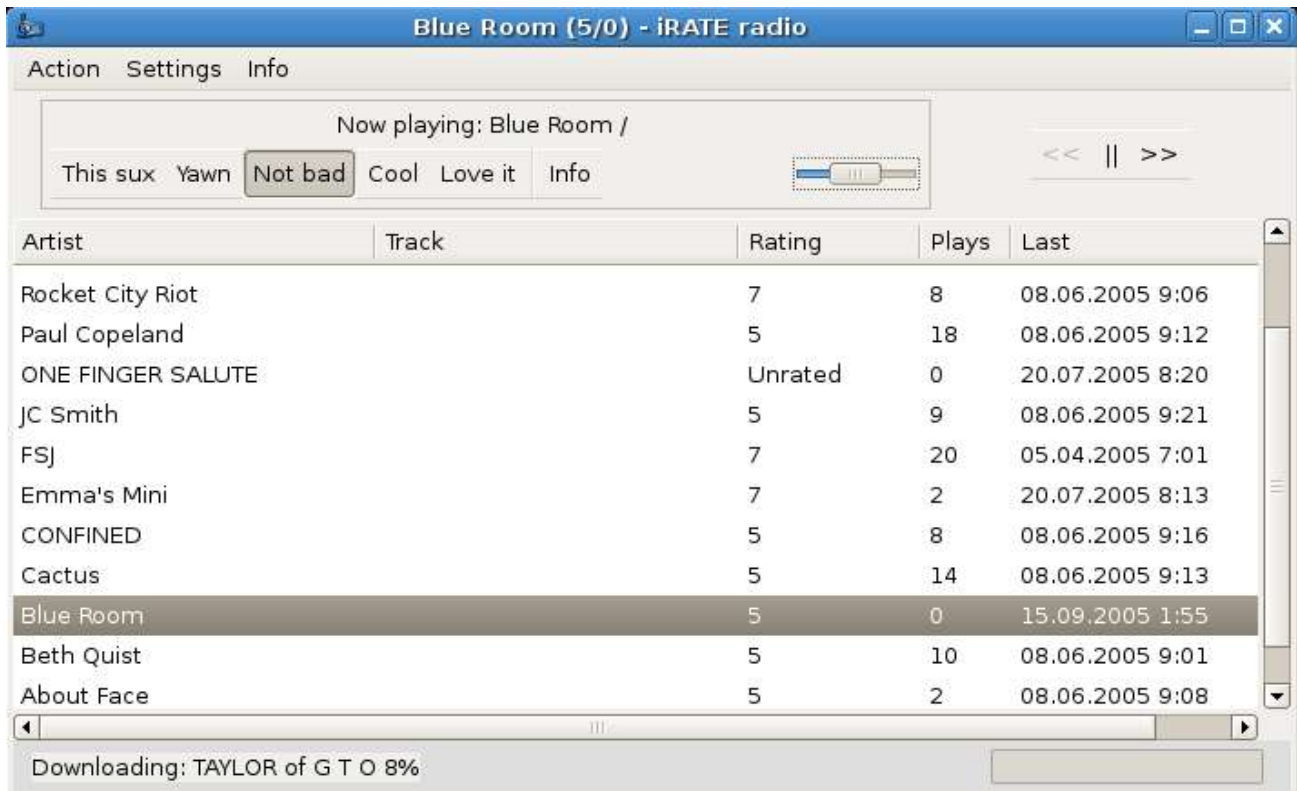 Blue Room (5/0) - iRATE radio
Action Settings Info
Now playing: Blue Room /
This sux Yawn Not bad Cool Love it Info
<< || >>
Artist Track Rating Plays Last
Rocket City Riot 7 8 08.06.2005 9:06
Paul Copeland 5 18 08.06.2005 9:12
ONE FINGER SALUTE Unrated 0 20.07.2005 8:20
JC Smith 5 9 08.06.2005 9:21
FSJ 7 20 05.04.2005 7:01
Emma's Mini 7 2 20.07.2005 8:13
CONFINED 5 8 08.06.2005 9:16
Cactus 5 14 08.06.2005 9:13
Blue Room 5 0 15.09.2005 1:55
Beth Quist 5 10 08.06.2005 9:01
About Face 5 2 08.06.2005 9:08
Downloading: TAYLOR of G T O 8%